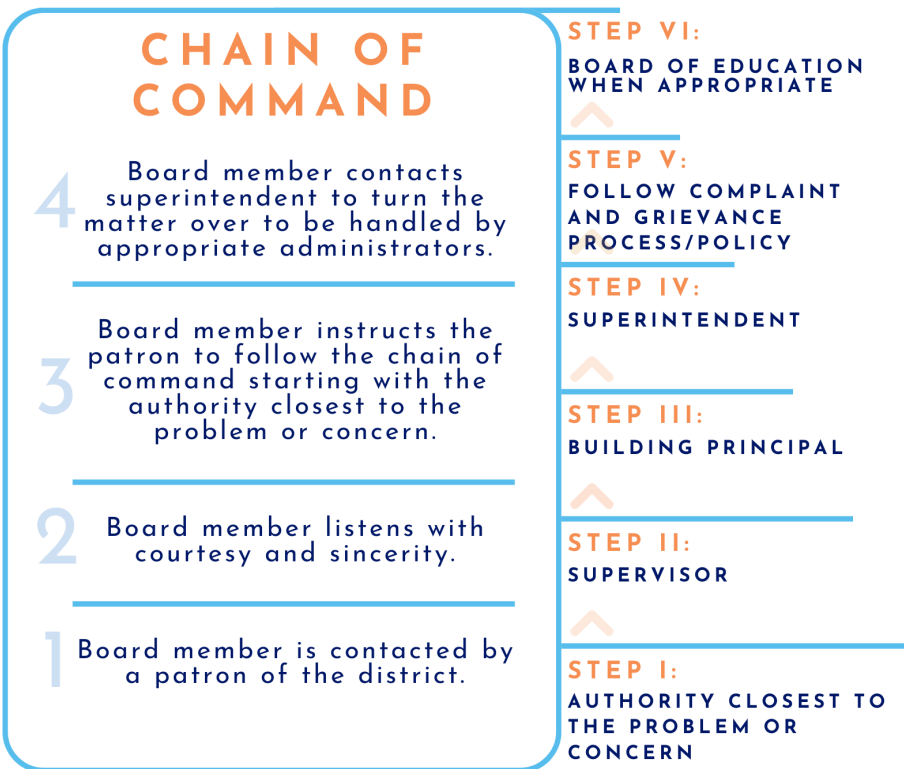 CHAIN OF
COMMAND
4
Board member contacts
superintendent to turn the
matter over to be handled by
appropriate administrators.
3
Board member instructs the
patron to follow the chain of
command starting with the
authority closest to the
problem or concern.
2
Board member listens with
courtesy and sincerity.
1
Board member is contacted by
a patron of the district.
STEP VI:
BOARD OF EDUCATION
WHEN APPROPRIATE
STEP V:
FOLLOW COMPLAINT
AND GRIEVANCE
PROCESS/POLICY
STEP IV:
SUPERINTENDENT
STEP III:
BUILDING PRINCIPAL
STEP II:
SUPERVISOR
STEP I:
AUTHORITY CLOSEST TO
THE PROBLEM OR
CONCERN